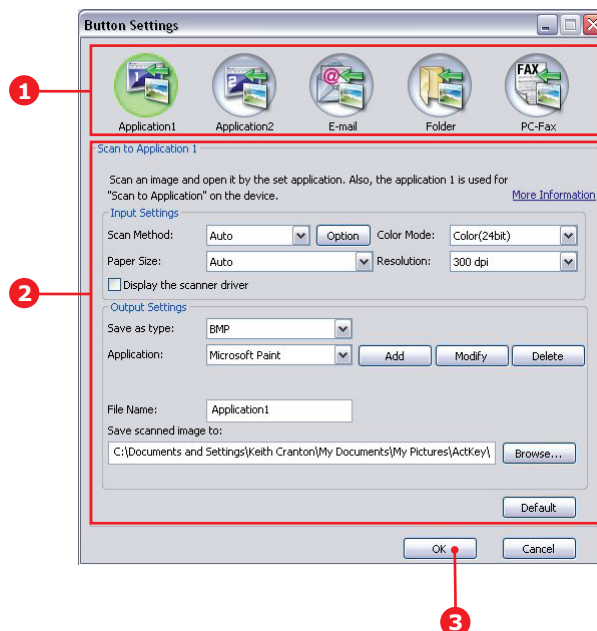 Button Settings
1
1
2
@
FAX
Application1
Application2
E-mail
Folder
PC-Fax
2
Scan to Application 1
Scan an image and open it by the set application. Also, the application 1 is used for
"Scan to Application" on the device.
More Information
Input Settings
Scan Method:
Auto
Option
Color Mode:
Color(24bit)
Paper Size:
Auto
Resolution:
300 dpi
Display the scanner driver
Output Settings
Save as type:
BMP
Application:
Microsoft Paint
Add
Modify
Delete
File Name:
Application1
Save scanned image to:
C:\Documents and Settings\Keith Cranton\My Documents\My Pictures\ActKey\
Browse...
Default
OK
Cancel
3